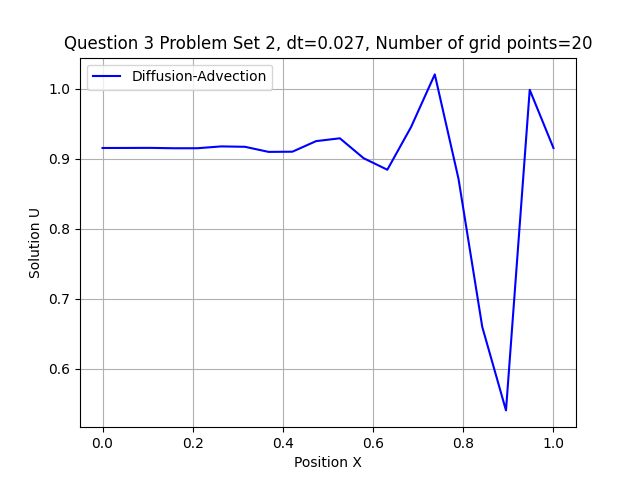 Question 3 Problem Set 2, dt=0.027, Number of grid points=20
Diffusion-Advection
1.0
0.9
0.8
0.7
0.6
Solution U
0.0 0.2 0.4 0.6 0.8 1.0
Position X